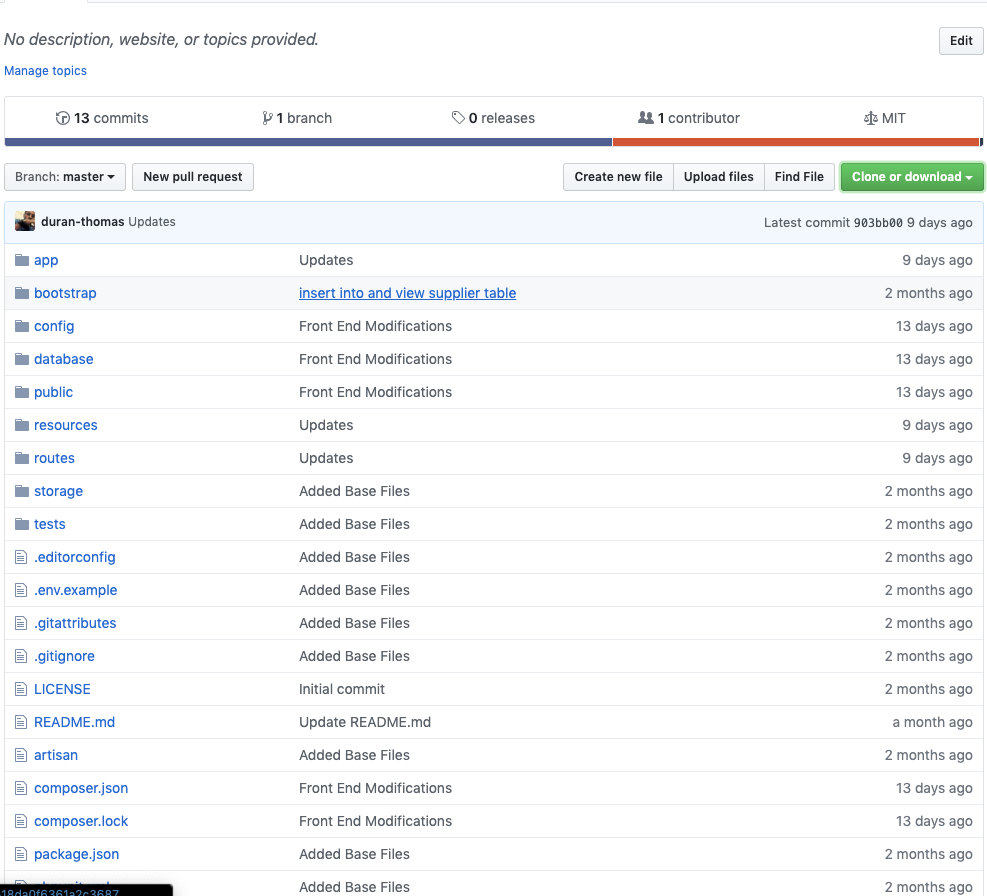 No description, website, or topics provided.
Edit
Manage topics
13 commits
1 branch
0 releases
1 contributor
MIT
Branch: master
New pull request
Create new file
Upload files
Find File
Clone or download
duran-thomas Updates
Latest commit 903bb00 9 days ago
app Updates 9 days ago
bootstrap insert into and view supplier table 2 months ago
config Front End Modifications 13 days ago
database Front End Modifications 13 days ago
public Front End Modifications 13 days ago
resources Updates 9 days ago
routes Updates 9 days ago
storage Added Base Files 2 months ago
tests Added Base Files 2 months ago
.editorconfig Added Base Files 2 months ago
.env.example Added Base Files 2 months ago
.gitattributes Added Base Files 2 months ago
.gitignore Added Base Files 2 months ago
LICENSE Initial commit 2 months ago
README.md Update README.md a month ago
artisan Added Base Files 2 months ago
composer.json Front End Modifications 13 days ago
composer.lock Front End Modifications 13 days ago
package.json Added Base Files 2 months ago
Added Base Files 2 months ago